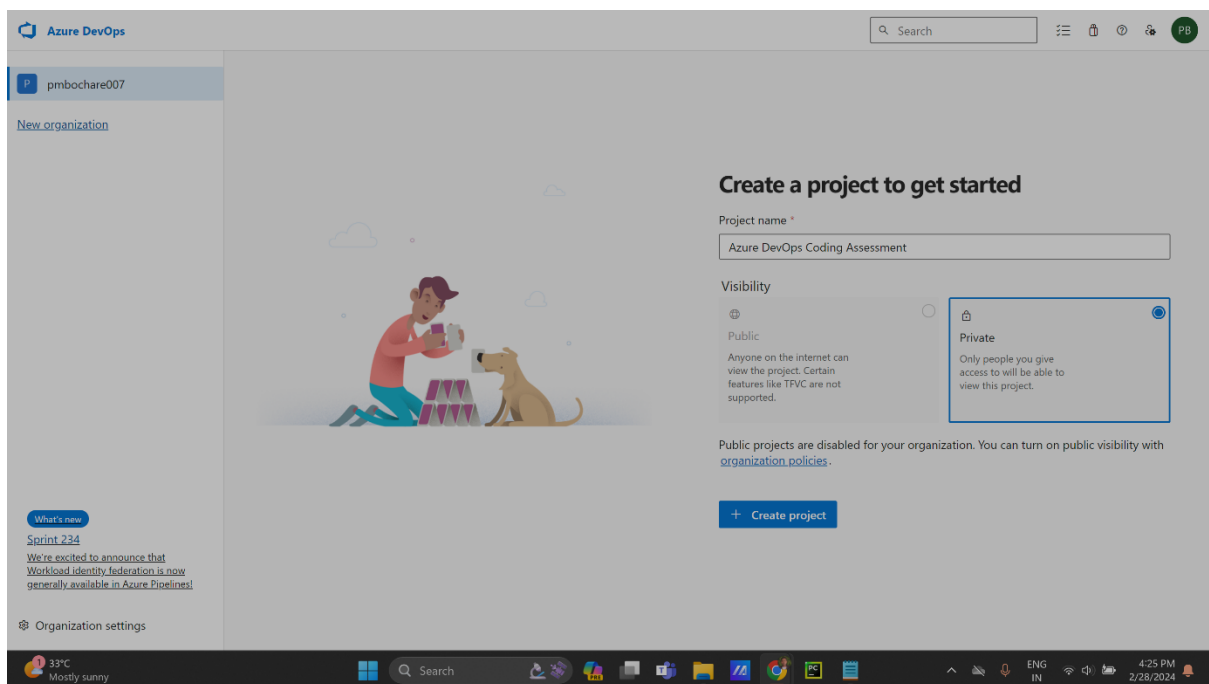 Azure DevOps
Search
PB
P pmbochare007
New organization
Create a project to get started
Project name *
Azure DevOps Coding Assessment
Visibility
Public
Anyone on the internet can
view the project. Certain
features like TFVC are not
supported.
Private
Only people you give
access to will be able to
view this project.
Public projects are disabled for your organization. You can turn on public visibility with
organization policies.
+ Create project
What's new
Sprint 234
We're excited to announce that
Workload identity federation is now
generally available in Azure Pipelines!
Organization settings
1
33°C
Mostly sunny
Search
PRE
PC
ENG
IN
4:25 PM
2/28/2024